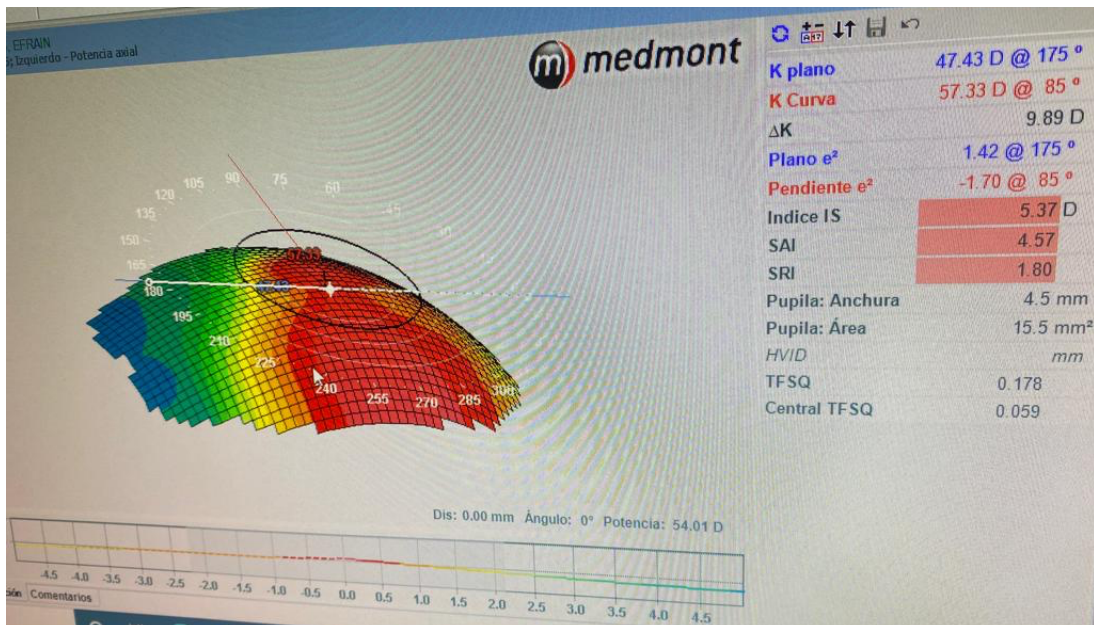 EFRAIN
Izquierdo - Potencia axial
medmont
K plano 47.43 D @ 175 °
K Curva 57.33 D @ 85 °
ΔK 9.89 D
Plano e² 1.42 @ 175 °
Pendiente e² -1.70 @ 85 °
Indice IS 5.37 D
SAI 4.57
SRI 1.80
Pupila: Anchura 4.5 mm
Pupila: Área 15.5 mm²
HVID mm
TFSQ 0.178
Central TFSQ 0.059
120 105 90 75 60
135 45
150 30
165 15
180
195
210
225
240 255 270 285 300
57.33
Dis: 0.00 mm Ángulo: 0° Potencia: 54.01 D
-4.5 -4.0 -3.5 -3.0 -2.5 -2.0 -1.5 -1.0 -0.5 0.0 0.5 1.0 1.5 2.0 2.5 3.0 3.5 4.0 4.5
Comentarios